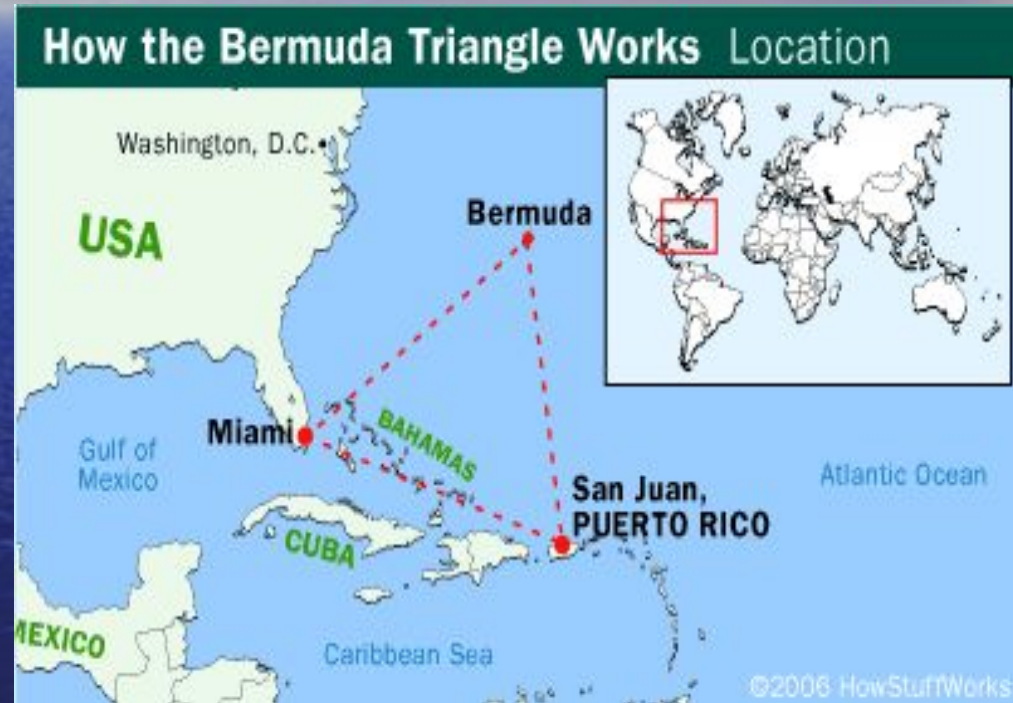 How the Bermuda Triangle Works Location
Washington, D.C.
USA
Bermuda
Miami
BAHAMAS
Gulf of
Mexico
Atlantic Ocean
San Juan,
PUERTO RICO
CUBA
MEXICO
Caribbean Sea
©2006 HowStuffWorks